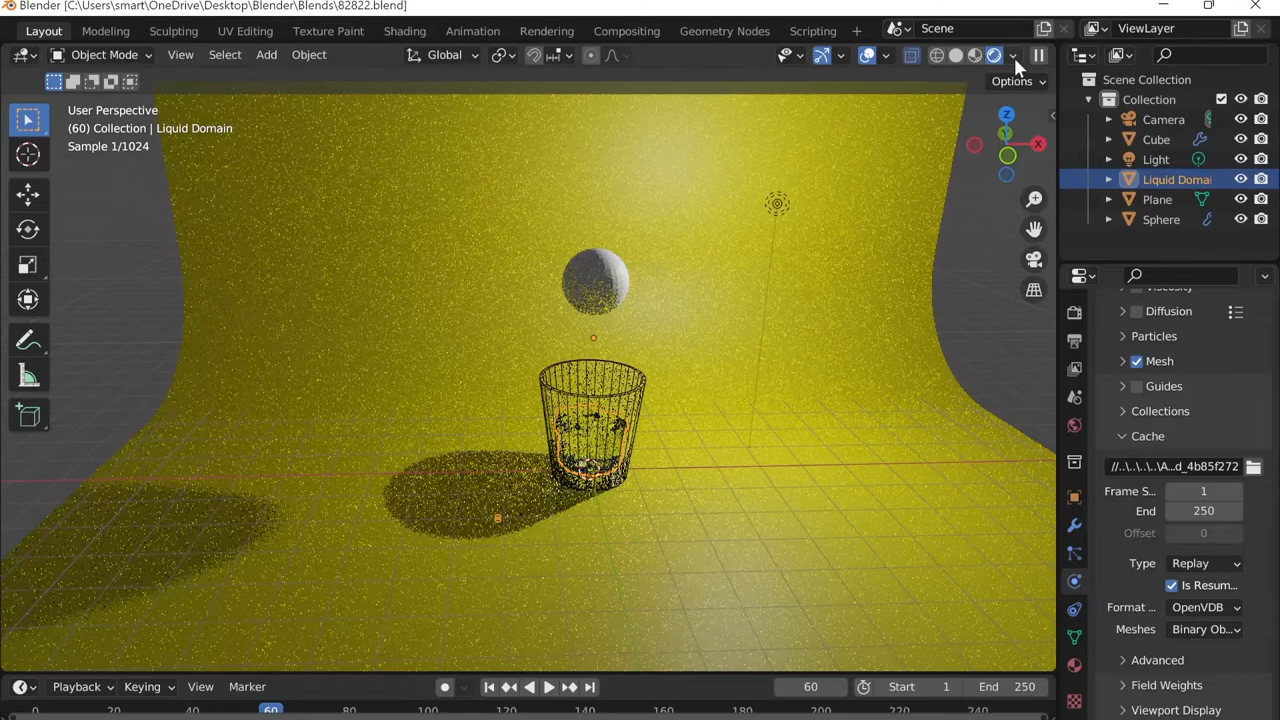 Blender [C:\Users\smart\OneDrive\Desktop\Blender\Blends\82822.blend]
Layout Modeling Sculpting UV Editing Texture Paint Shading Animation Rendering Compositing Geometry Nodes Scripting + Scene ViewLayer
Object Mode View Select Add Object Global
Options
User Perspective
(60) Collection | Liquid Domain
Sample 1/1024
Z
Y
X
Scene Collection
Collection
Camera
Cube
Light
Liquid Domai
Plane
Sphere
Viscosity
Diffusion
Particles
Mesh
Guides
Collections
Cache
//..\..\..\..\A...d_4b85f272
Frame S... 1
End 250
Offset 0
Type Replay
Is Resum...
Format ... OpenVDB
Meshes Binary Ob...
Advanced
Field Weights
Viewport Display
Playback Keying View Marker 60 Start 1 End 250
0 20 40 60 80 100 120 140 160 180 200 220 240